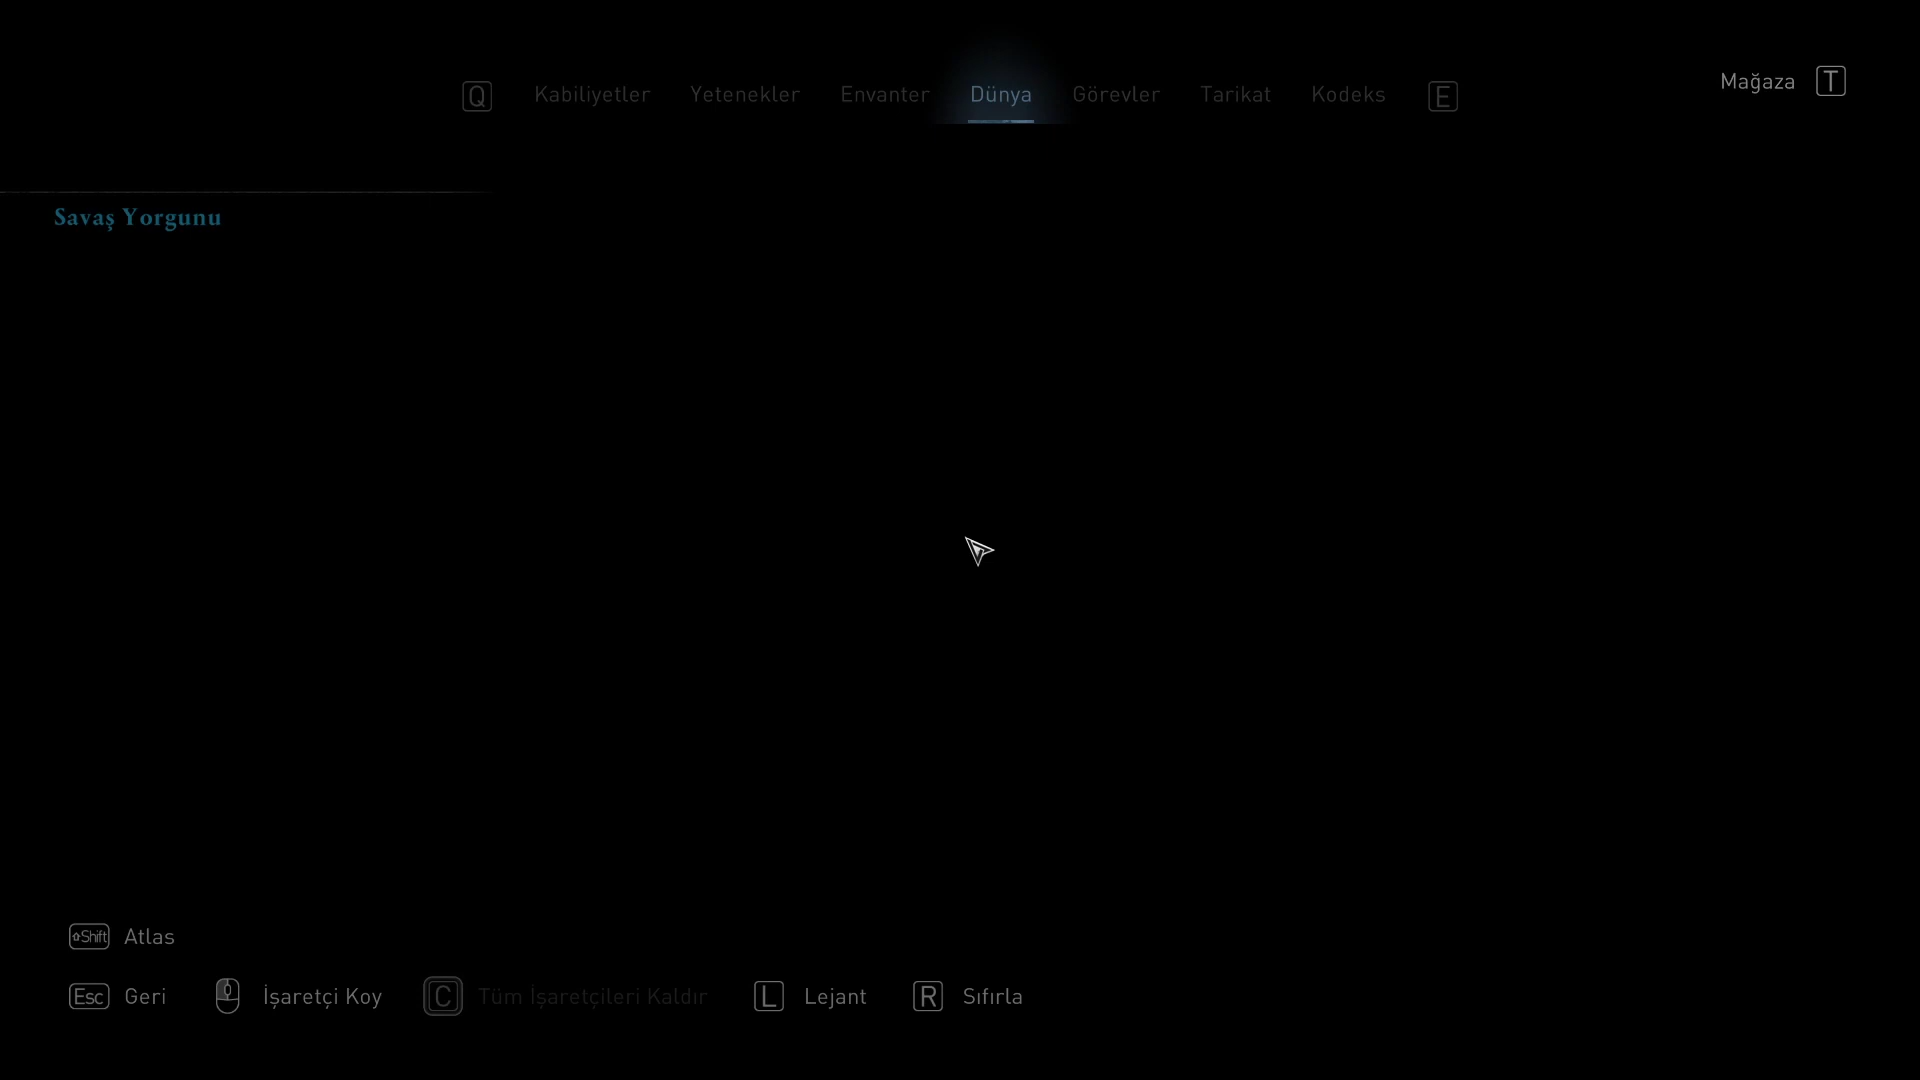 Q Kabiliyetler Yetenekler Envanter Dünya Görevler Tarikat Kodeks E
Mağaza T
Savaş Yorgunu
Shift Atlas
Esc Geri İşaretçi Koy C Tüm İşaretçileri Kaldır L Lejant R Sıfırla